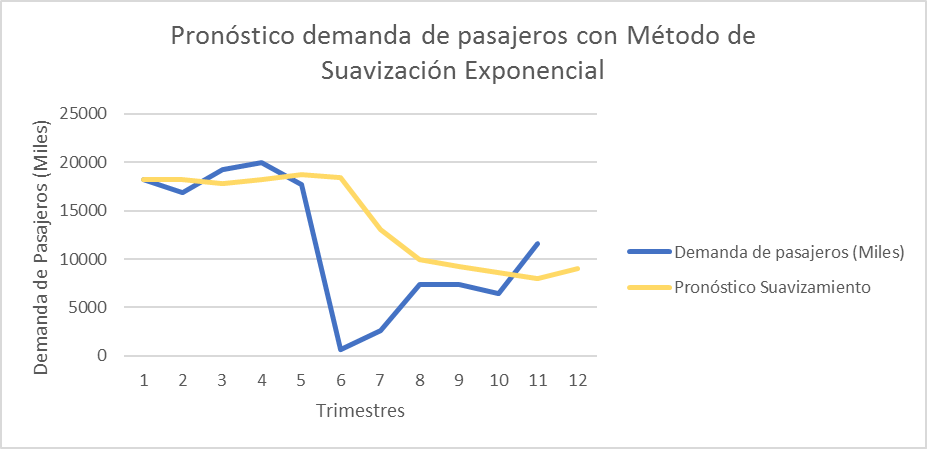 Pronóstico demanda de pasajeros con Método de
Suavización Exponencial
Demanda de Pasajeros (Miles)
25000
20000
15000
10000
5000
0
1 2 3 4 5 6 7 8 9 10 11 12
Trimestres
Demanda de pasajeros (Miles)
Pronóstico Suavizamiento